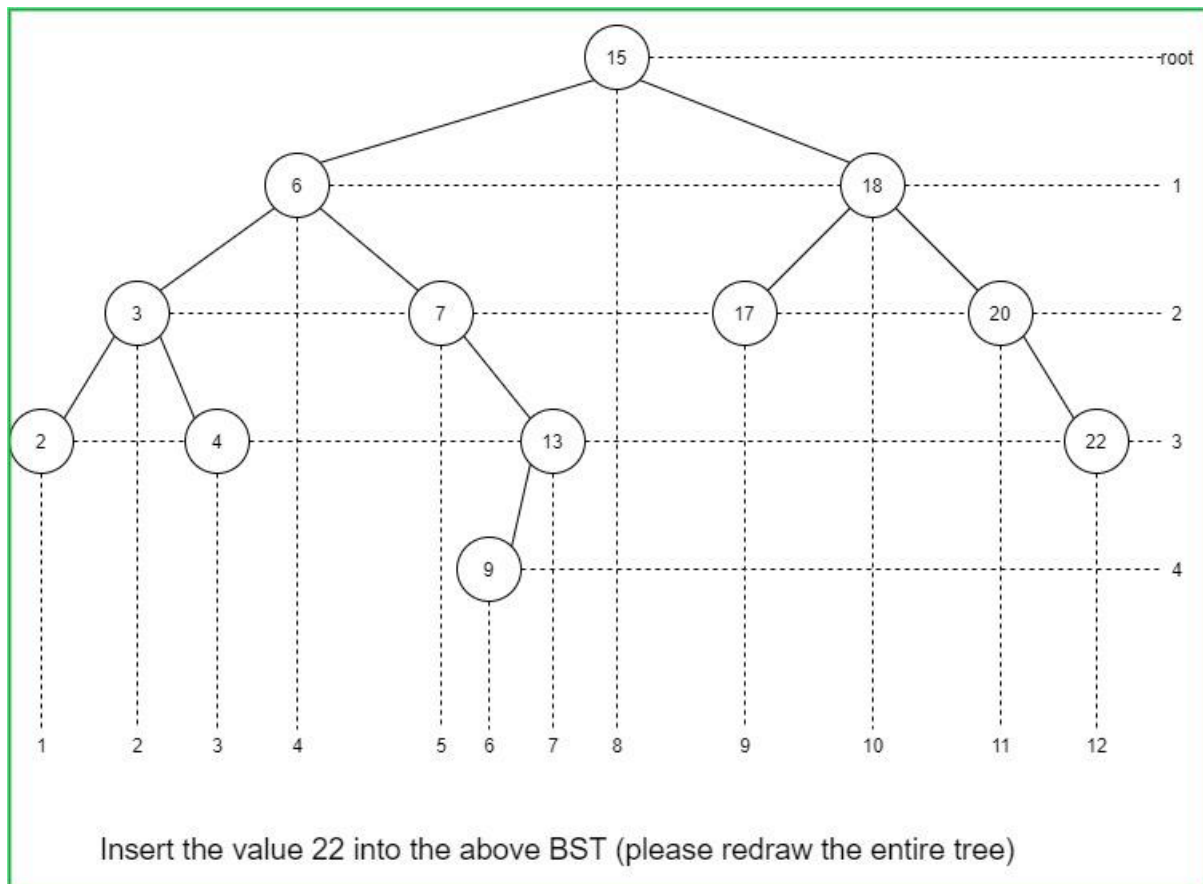 15 root
6 18 1
3 7 17 20 2
2 4 13 22 3
9 4
1 2 3 4 5 6 7 8 9 10 11 12
Insert the value 22 into the above BST (please redraw the entire tree)